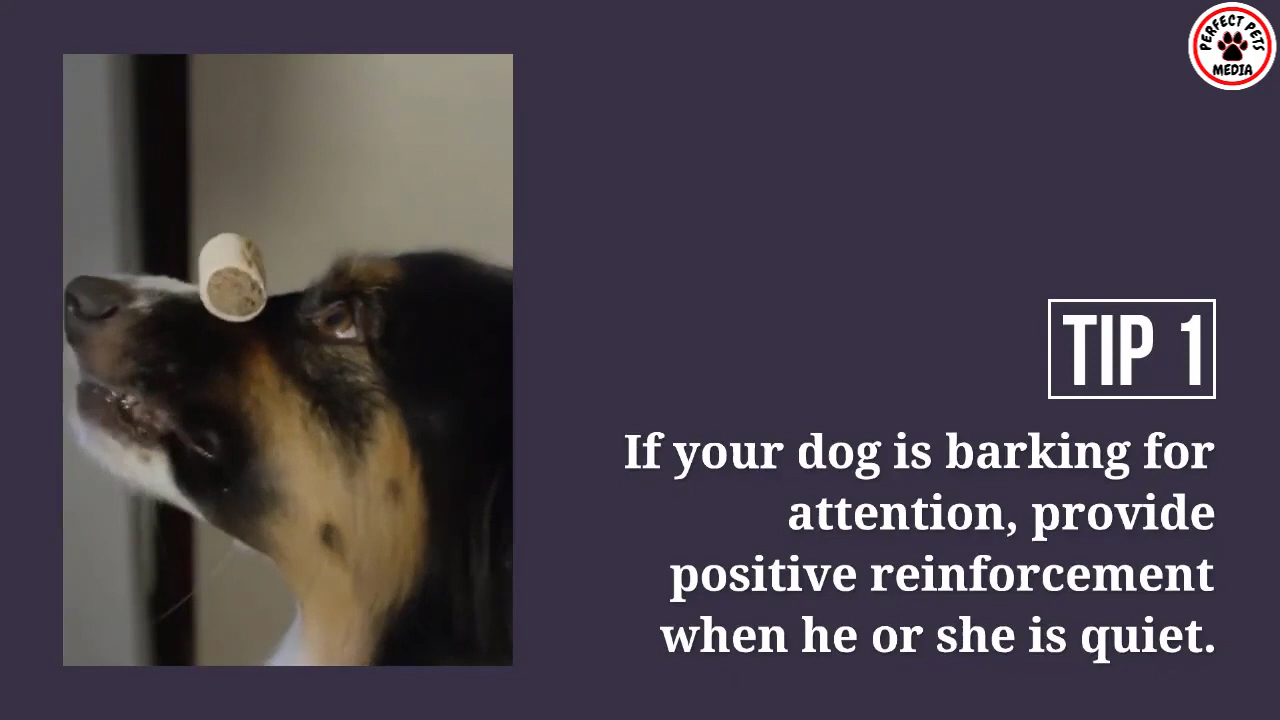 PERFECT PETS
MEDIA
TIP 1
If your dog is barking for
attention, provide
positive reinforcement
when he or she is quiet.